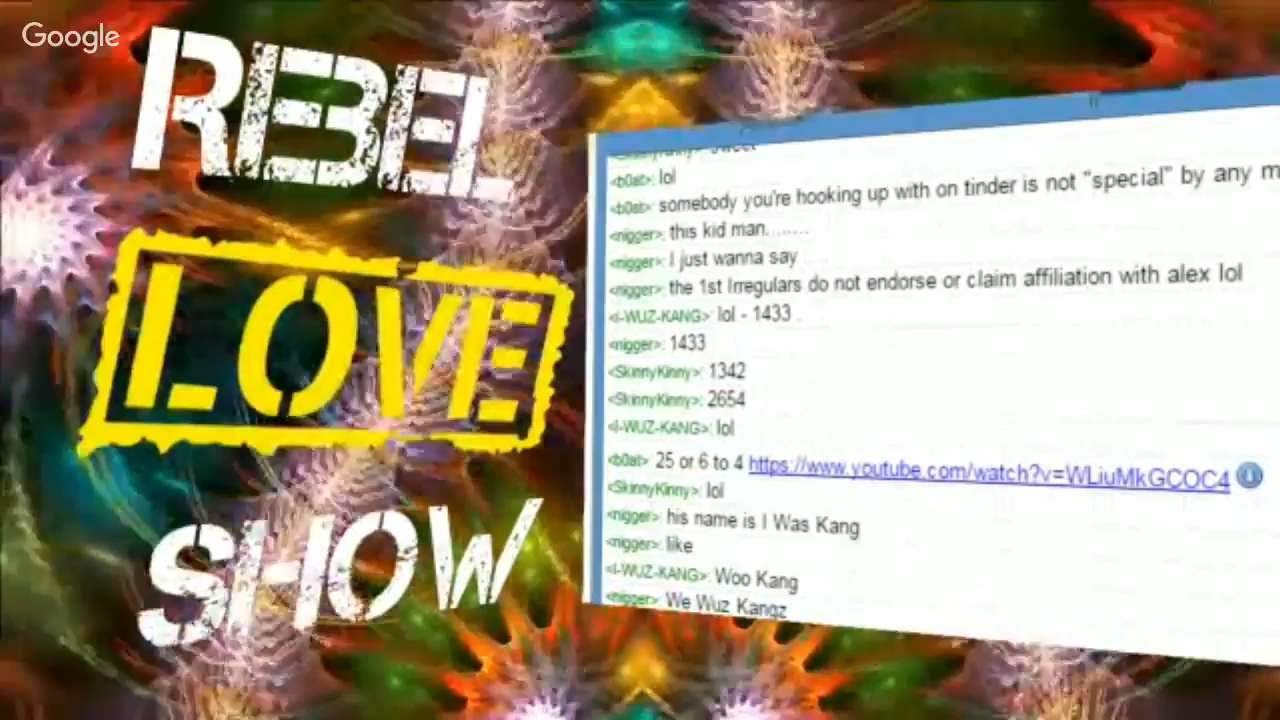 Google
REBEL
LOVE
SHOW
<b0at>: lol
<b0at>: somebody you're hooking up with on tinder is not "special" by any
<nigger>: this kid man........
<nigger>: I just wanna say
<nigger>: the 1st Irregulars do not endorse or claim affiliation with alex lol
<I-WUZ-KANG>: lol - 1433
<nigger>: 1433
<SkinnyKinny>: 1342
<SkinnyKinny>: 2654
<I-WUZ-KANG>: lol
<b0at>: 25 or 6 to 4 https://www.youtube.com/watch?v=WLiuMkGCOC4
<SkinnyKinny>: lol
<nigger>: his name is I Was Kang
<nigger>: like
<I-WUZ-KANG>: Woo Kang
<nigger>: We Wuz Kangz